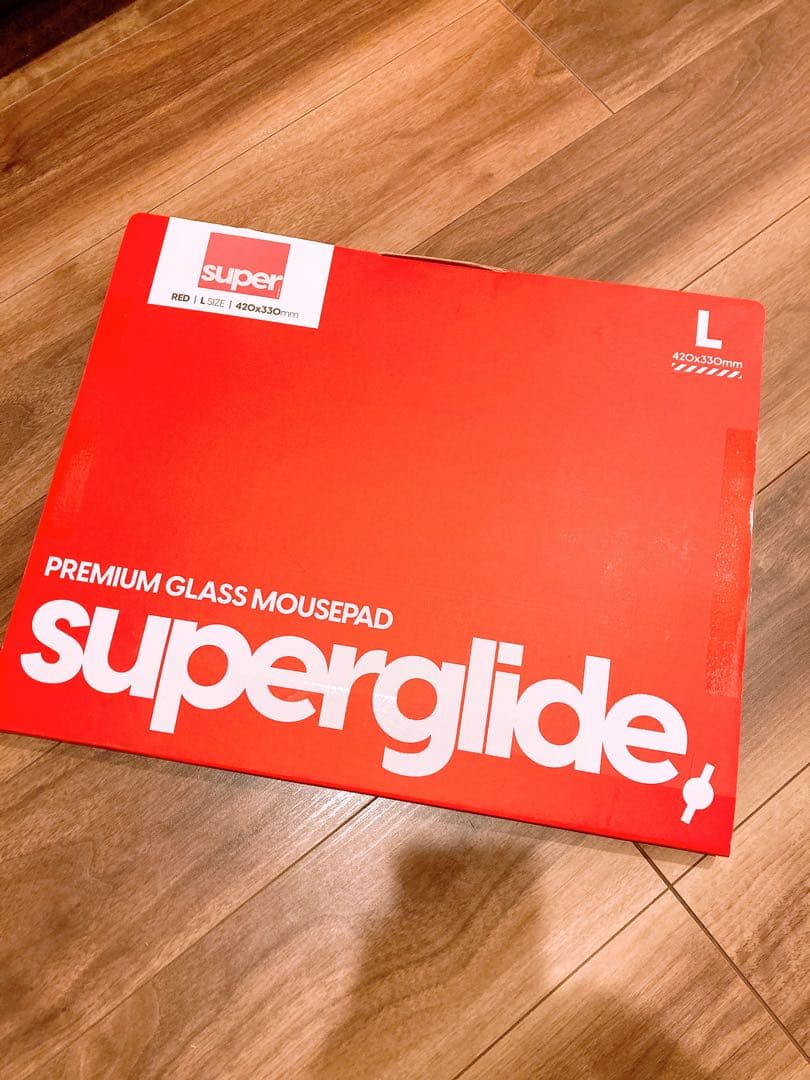 super
RED | L SIZE | 420x330mm
L
420x330mm
PREMIUM GLASS MOUSEPAD
superglide